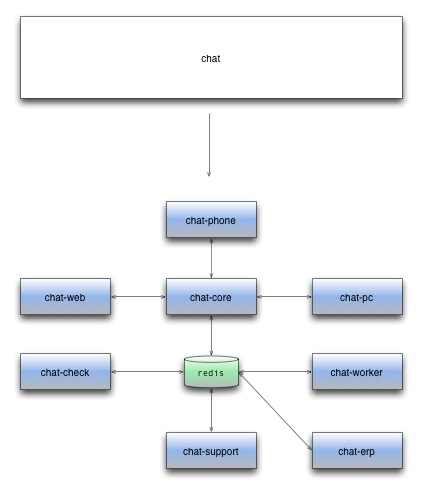 chat
chat-phone
chat-web
chat-core
chat-pc
chat-check
redis
chat-worker
chat-support
chat-erp